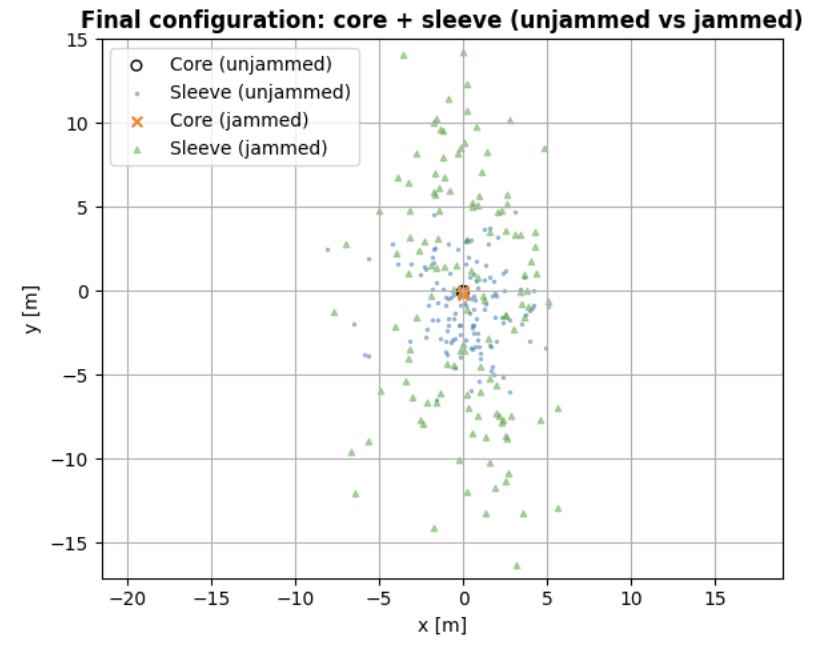 Final configuration: core + sleeve (unjammed vs jammed)
15
Core (unjammed)
Sleeve (unjammed)
Core (jammed)
Sleeve (jammed)
10
5
0
−5
−10
−15
y [m]
−20 −15 −10 −5 0 5 10 15
x [m]